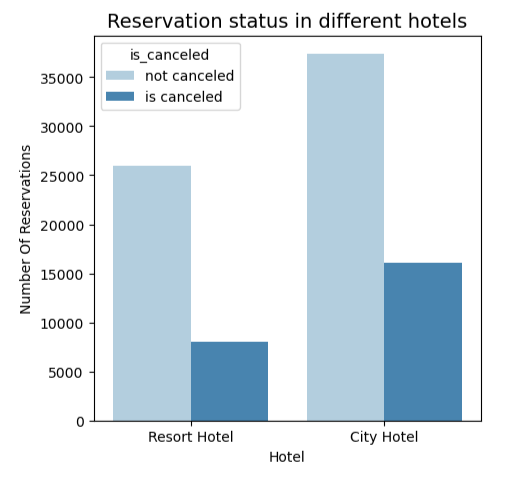 Reservation status in different hotels
is_canceled
not canceled
is canceled
Number Of Reservations
35000
30000
25000
20000
15000
10000
5000
0
Resort Hotel
City Hotel
Hotel